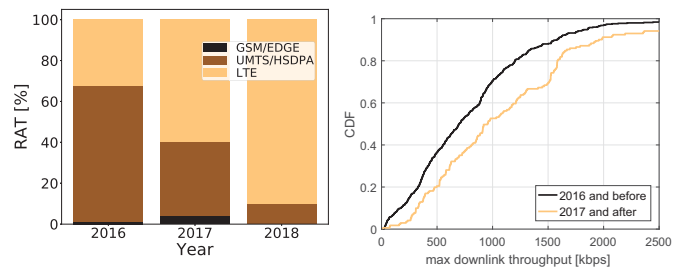 100
80
60
40
20
0
RAT [%]
GSM/EDGE
UMTS/HSDPA
LTE
2016
2017
2018
Year
1
0.8
0.6
0.4
0.2
0
CDF
2016 and before
2017 and after
0
500
1000
1500
2000
2500
max downlink throughput [kbps]